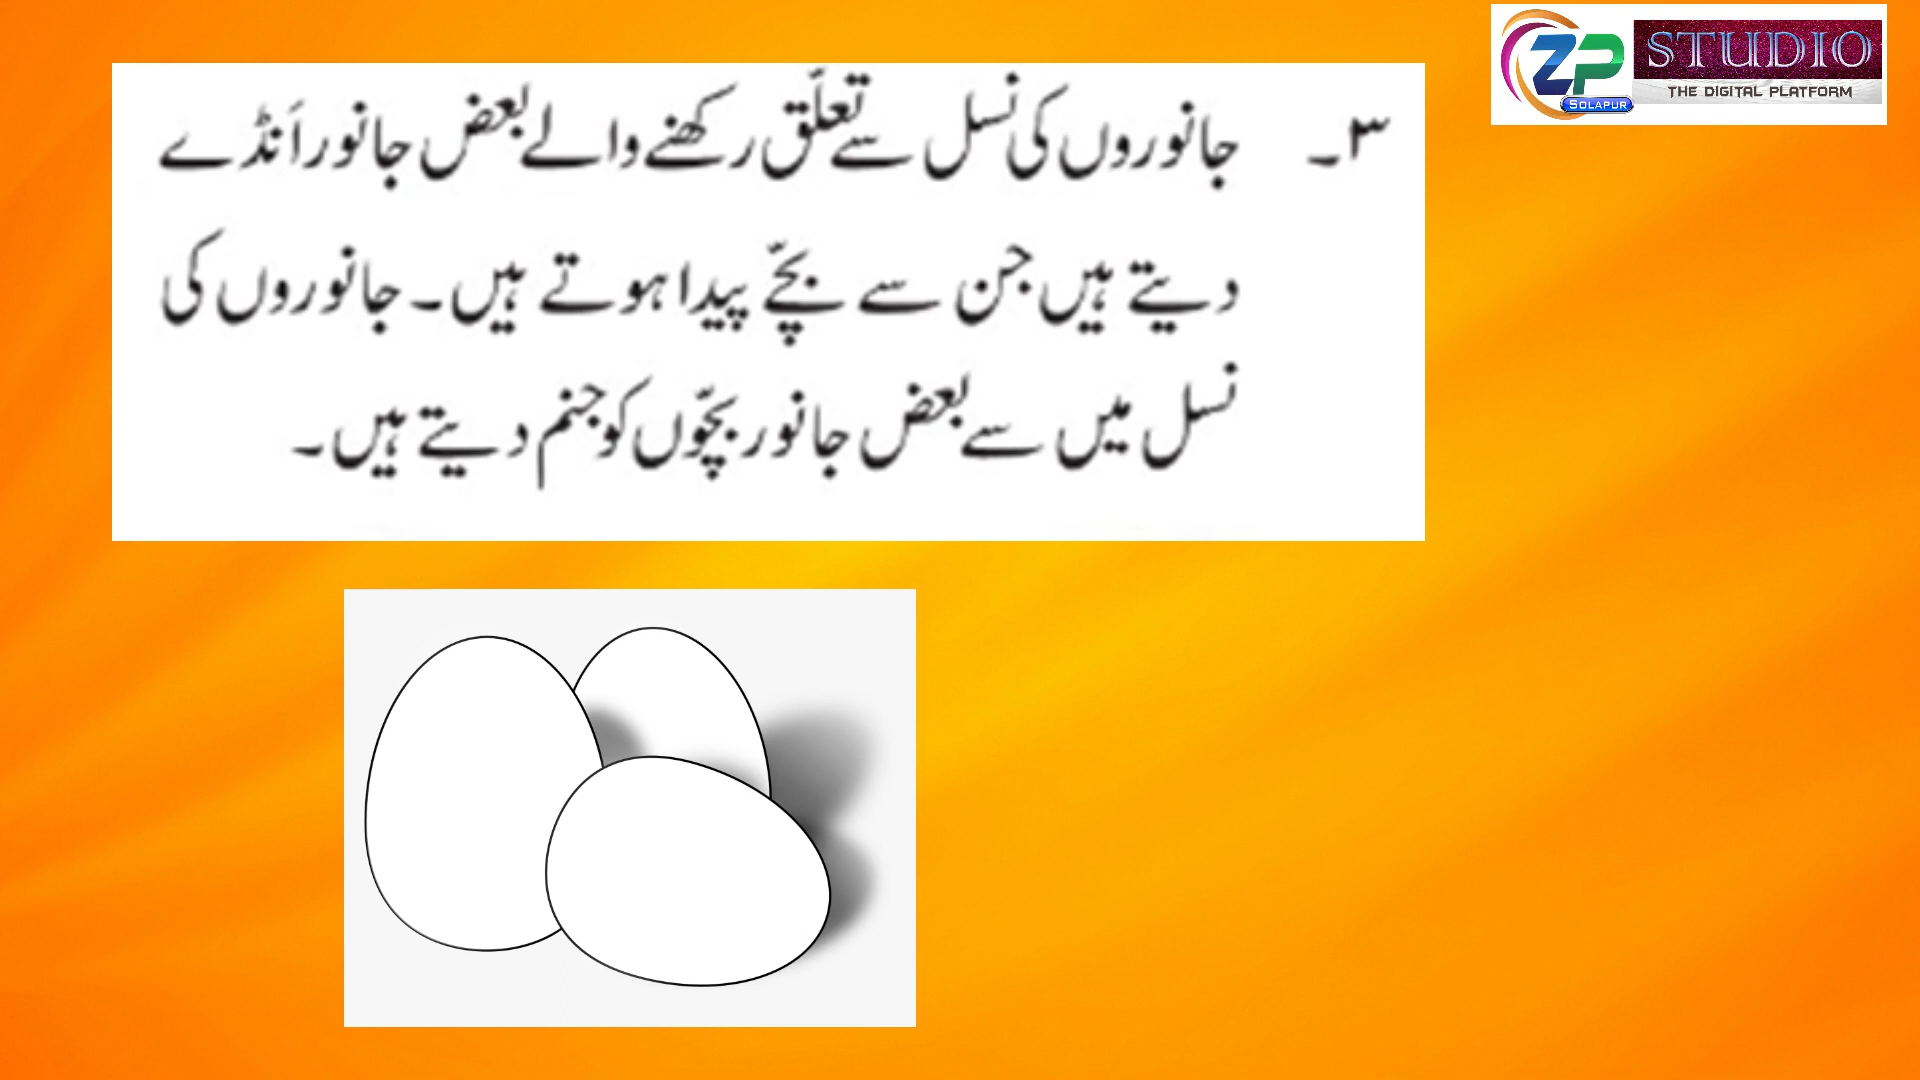 ۳۔ جانوروں کی نسل سے تعلّق رکھنے والے بعض جانور اَنڈے
دیتے ہیں جن سے بچّے پیدا ہوتے ہیں۔ جانوروں کی
نسل میں سے بعض جانور بچّوں کو جنم دیتے ہیں۔
ZP STUDIO
SOLAPUR
THE DIGITAL PLATFORM